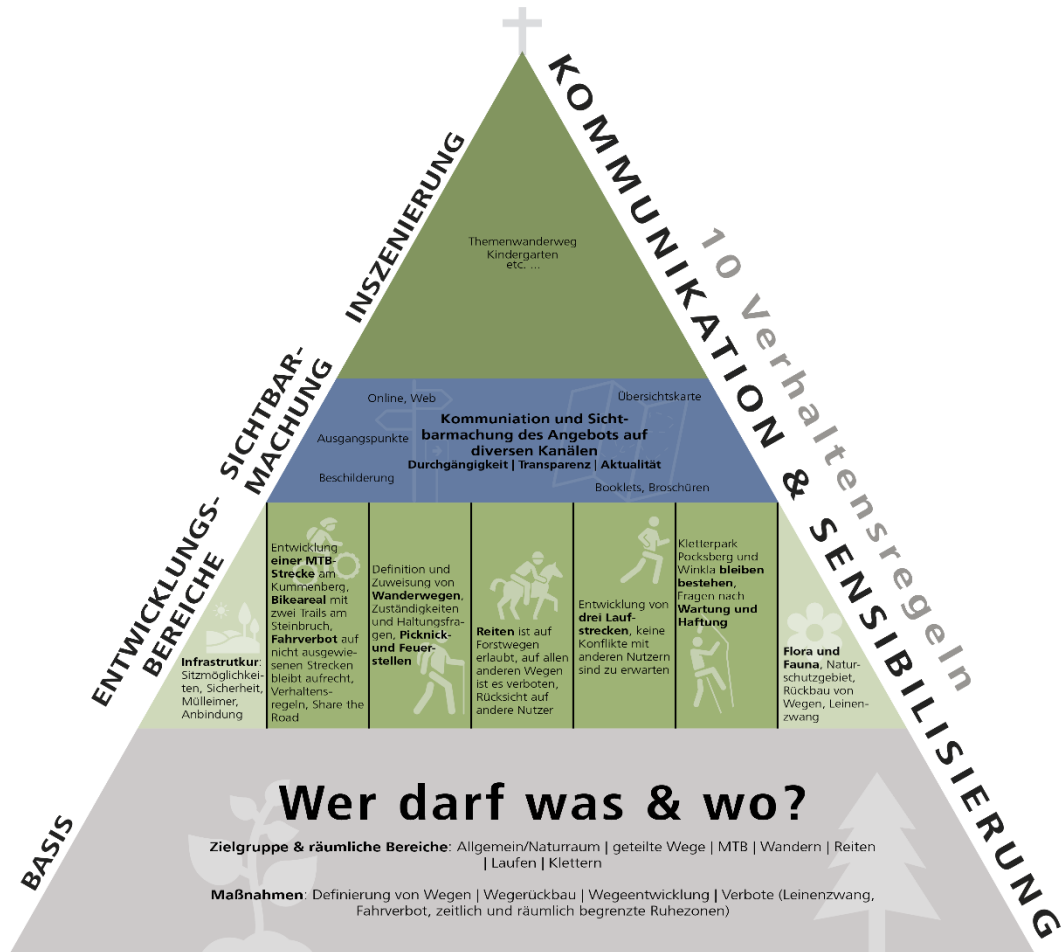 INSZENIERUNG
KOMMUNIKATION & SENSIBILISIERUNG
10 Verhaltensregeln
Themenwanderweg
Kindergarten
etc. ...
SICHTBAR-
MACHUNG
Online, Web
Übersichtskarte
Kommuniation und Sicht-
barmachung des Angebots auf
diversen Kanälen
Durchgängigkeit | Transparenz | Aktualität
Ausgangspunkte
Beschilderung
Booklets, Broschüren
ENTWICKLUNGS-
BEREICHE
Infrastrutkur:
Sitzmöglichkei-
ten, Sicherheit,
Mülleimer,
Anbindung
Entwicklung
einer MTB-
Strecke am
Kummenberg,
Bikeareal mit
zwei Trails am
Steinbruch,
Fahrverbot auf
nicht ausgewie-
senen Strecken
bleibt aufrecht,
Verhaltens-
regeln, Share the
Road
Definition und
Zuweisung von
Wanderwegen,
Zuständigkeiten
und Haltungsfra-
gen, Picknick-
und Feuer-
stellen
Reiten ist auf
Forstwegen
erlaubt, auf allen
anderen Wegen
ist es verboten,
Rücksicht auf
andere Nutzer
Entwicklung von
drei Lauf-
strecken, keine
Konflikte mit
anderen Nutzern
sind zu erwarten
Kletterpark
Pocksberg und
Winkla bleiben
bestehen,
Fragen nach
Wartung und
Haftung
Flora und
Fauna, Natur-
schutzgebiet,
Rückbau von
Wegen, Leinen-
zwang
BASIS
Wer darf was & wo?
Zielgruppe & räumliche Bereiche: Allgemein/Naturraum | geteilte Wege | MTB | Wandern | Reiten
| Laufen | Klettern
Maßnahmen: Definierung von Wegen | Wegerückbau | Wegeentwicklung | Verbote (Leinenzwang,
Fahrverbot, zeitlich und räumlich begrenzte Ruhezonen)